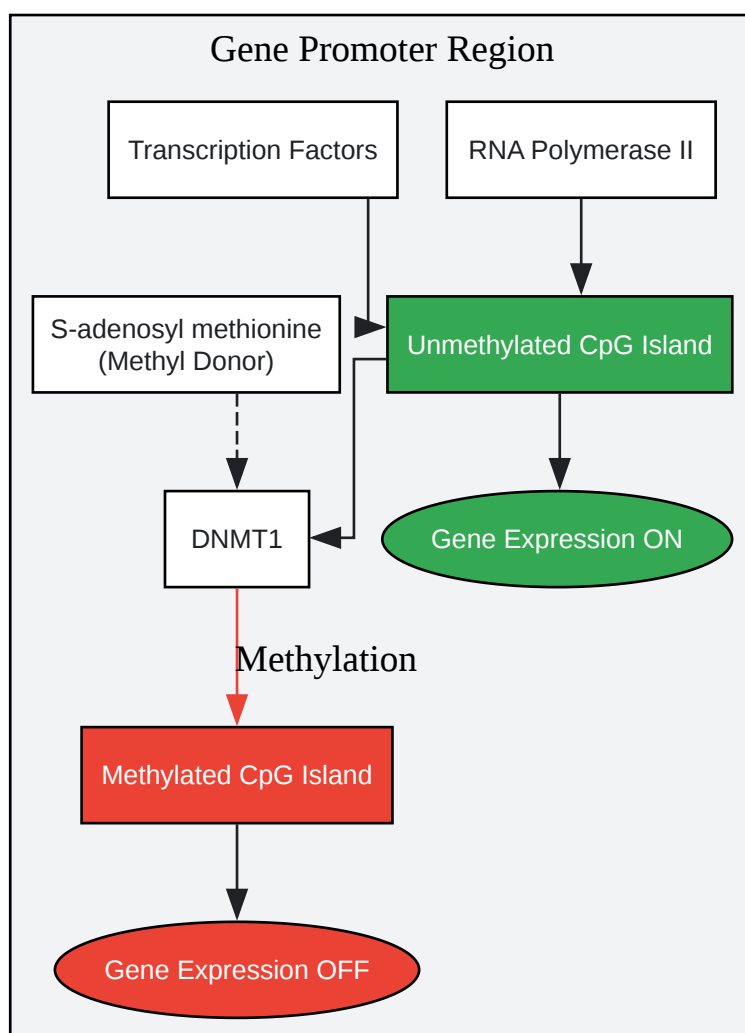 Gene Promoter Region
Transcription Factors
RNA Polymerase II
S-adenosyl methionine
(Methyl Donor)
Unmethylated CpG Island
DNMT1
Gene Expression ON
Methylation
Methylated CpG Island
Gene Expression OFF